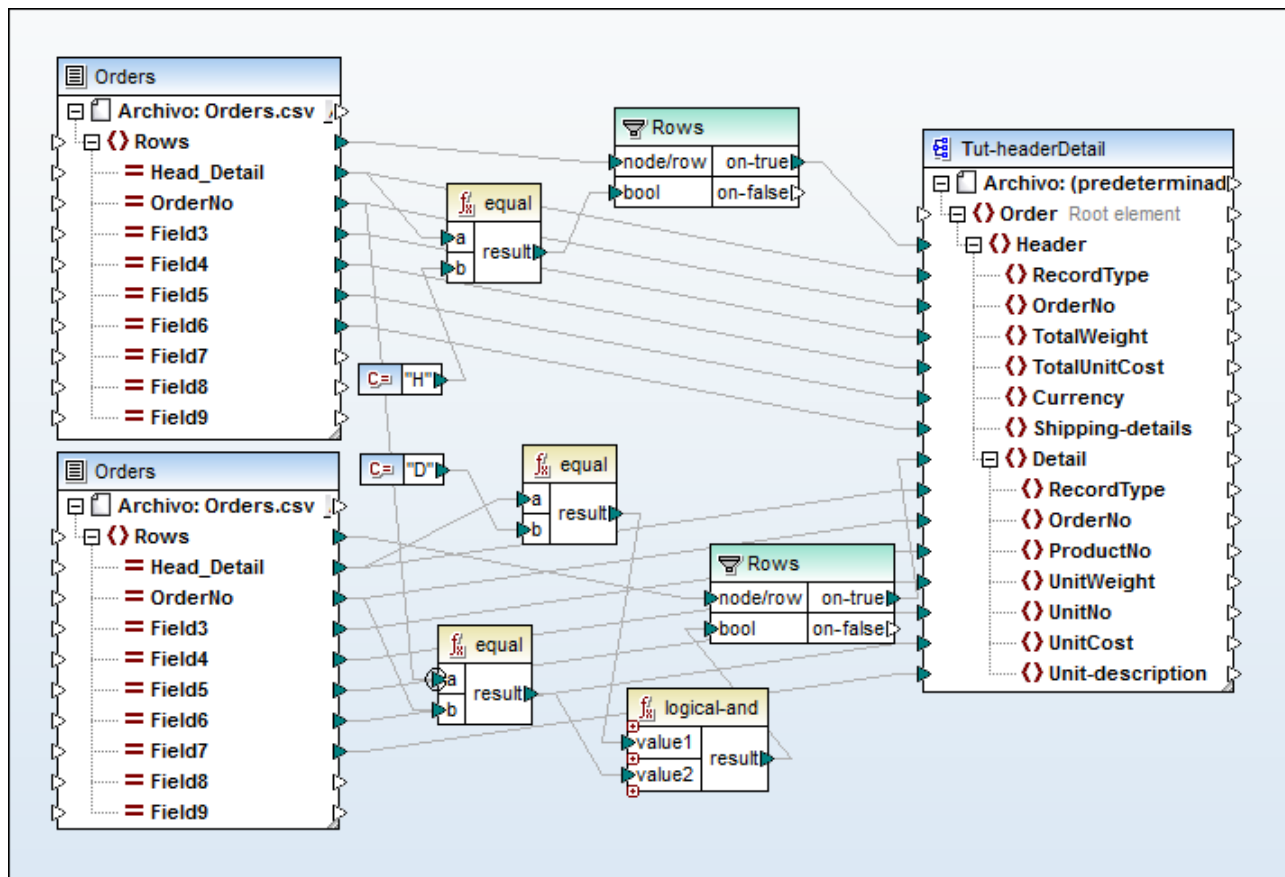 Orders
Archivo: Orders.csv
Rows
Head_Detail
OrderNo
Field3
Field4
Field5
Field6
Field7
Field8
Field9
Orders
Archivo: Orders.csv
Rows
Head_Detail
OrderNo
Field3
Field4
Field5
Field6
Field7
Field8
Field9
equal
a
b
result
C= "H"
C= "D"
equal
a
b
result
equal
a
b
result
Rows
node/row on-true
bool on-false
Rows
node/row on-true
bool on-false
logical-and
value1
value2
result
Tut-headerDetail
Archivo: (predeterminad
Order Root element
Header
RecordType
OrderNo
TotalWeight
TotalUnitCost
Currency
Shipping-details
Detail
RecordType
OrderNo
ProductNo
UnitWeight
UnitNo
UnitCost
Unit-description